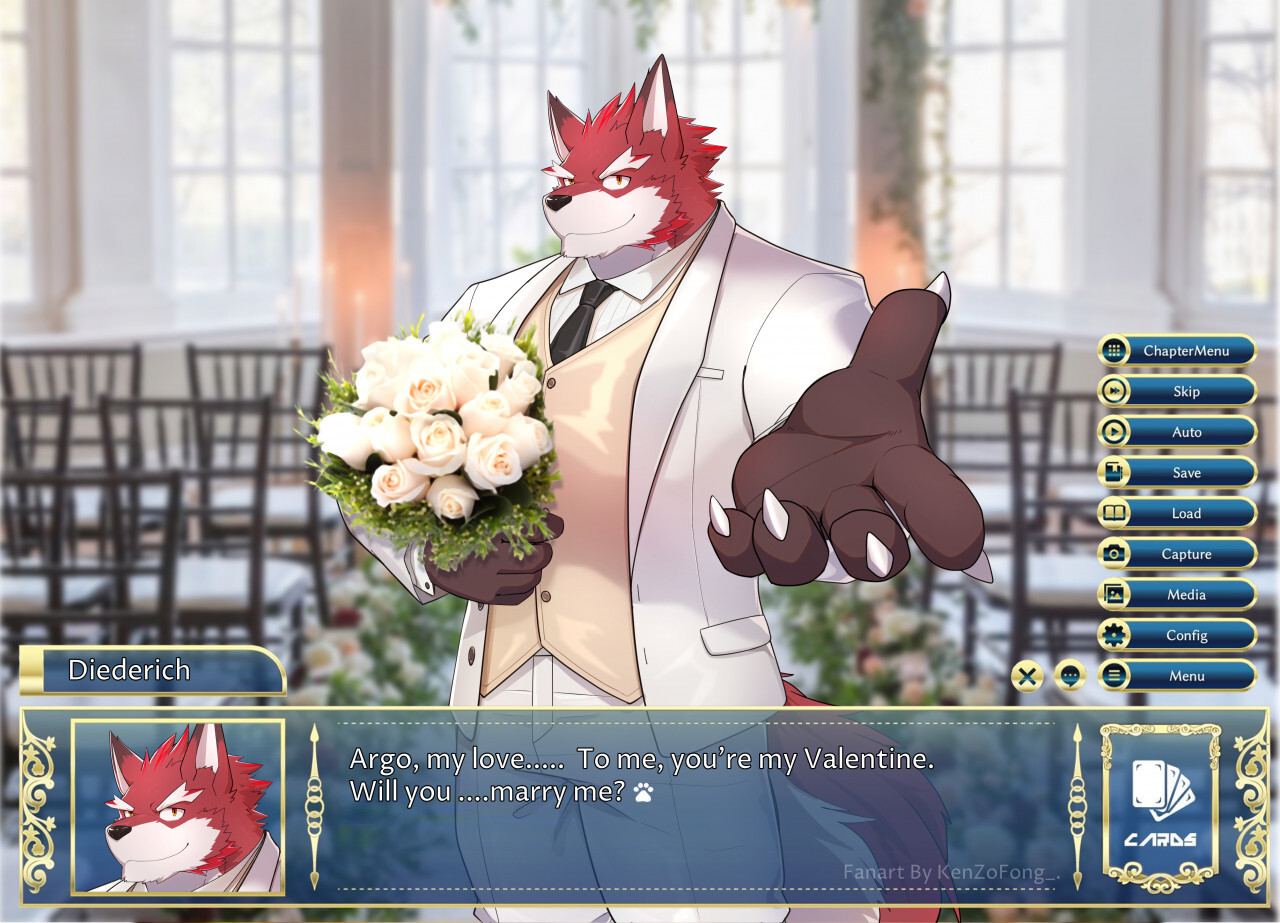 ChapterMenu
Skip
Auto
Save
Load
Capture
Media
Config
Menu
Diederich
Argo, my love..... To me, you’re my Valentine.
Will you ....marry me?
CARDS
Fanart By KenZoFong_.